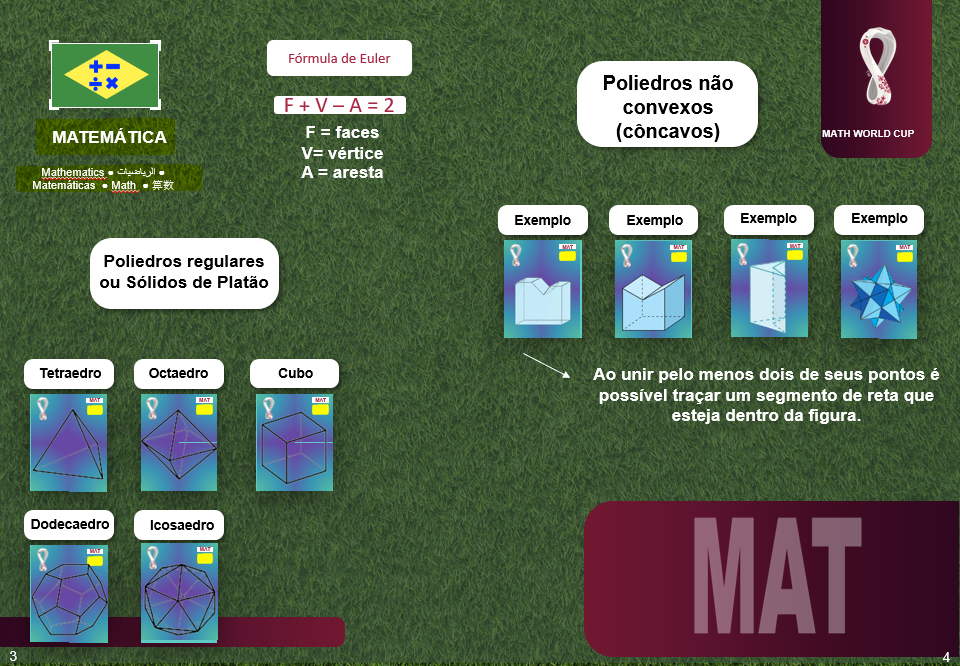 MATEMÁTICA
Mathematics ● الرياضيات ●
Matemáticas ● Math ● 算数
Fórmula de Euler
F + V – A = 2
F = faces
V= vértice
A = aresta
Poliedros regulares
ou Sólidos de Platão
Tetraedro
Octaedro
Cubo
MAT
MAT
MAT
Dodecaedro
Icosaedro
MAT
MAT
3
Poliedros não
convexos
(côncavos)
MATH WORLD CUP
Exemplo
Exemplo
Exemplo
Exemplo
MAT
MAT
MAT
MAT
Ao unir pelo menos dois de seus pontos é
possível traçar um segmento de reta que
esteja dentro da figura.
MAT
4